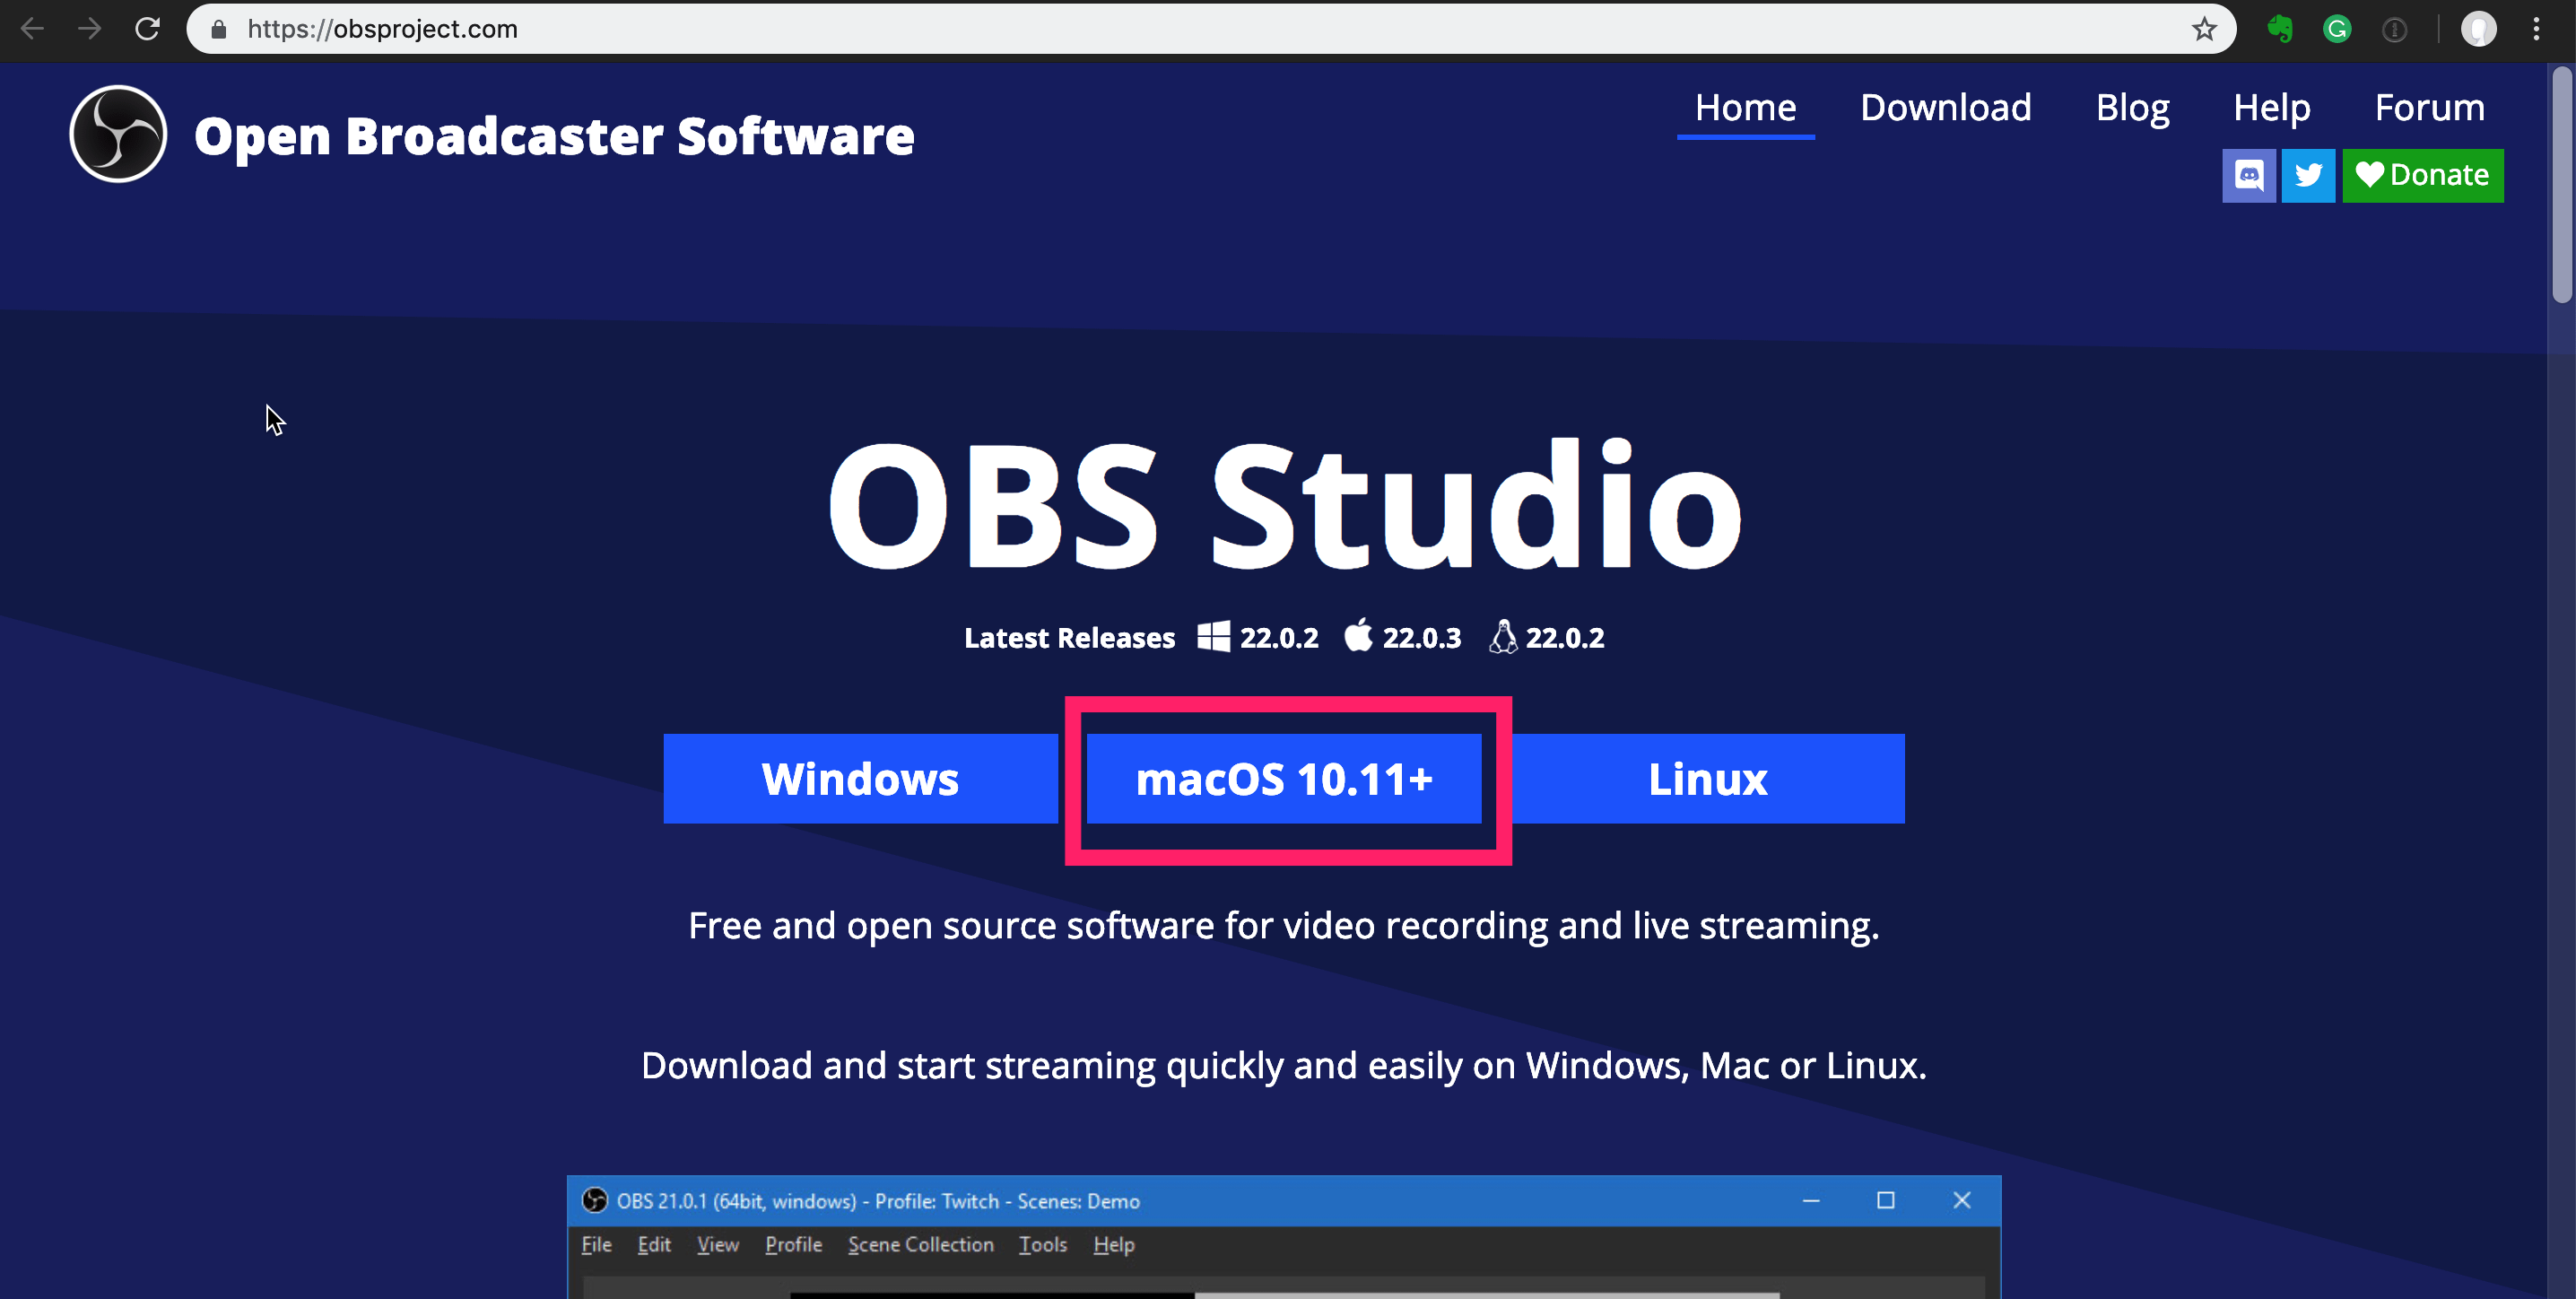 https://obsproject.com
Open Broadcaster Software
Home Download Blog Help Forum
Donate
OBS Studio
Latest Releases 22.0.2 22.0.3 22.0.2
Windows macOS 10.11+ Linux
Free and open source software for video recording and live streaming.
Download and start streaming quickly and easily on Windows, Mac or Linux.
OBS 21.0.1 (64bit, windows) - Profile: Twitch - Scenes: Demo
File Edit View Profile Scene Collection Tools Help